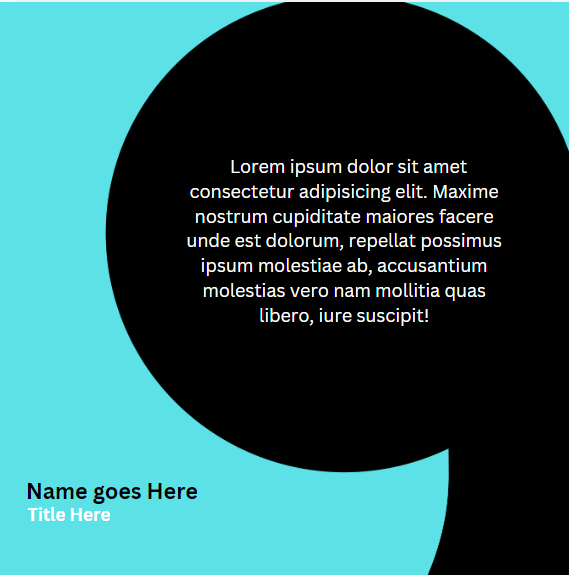 Lorem ipsum dolor sit amet
consectetur adipisicing elit. Maxime
nostrum cupiditate maiores facere
unde est dolorum, repellat possimus
ipsum molestiae ab, accusantium
molestias vero nam mollitia quas
libero, iure suscipit!
Name goes Here
Title Here